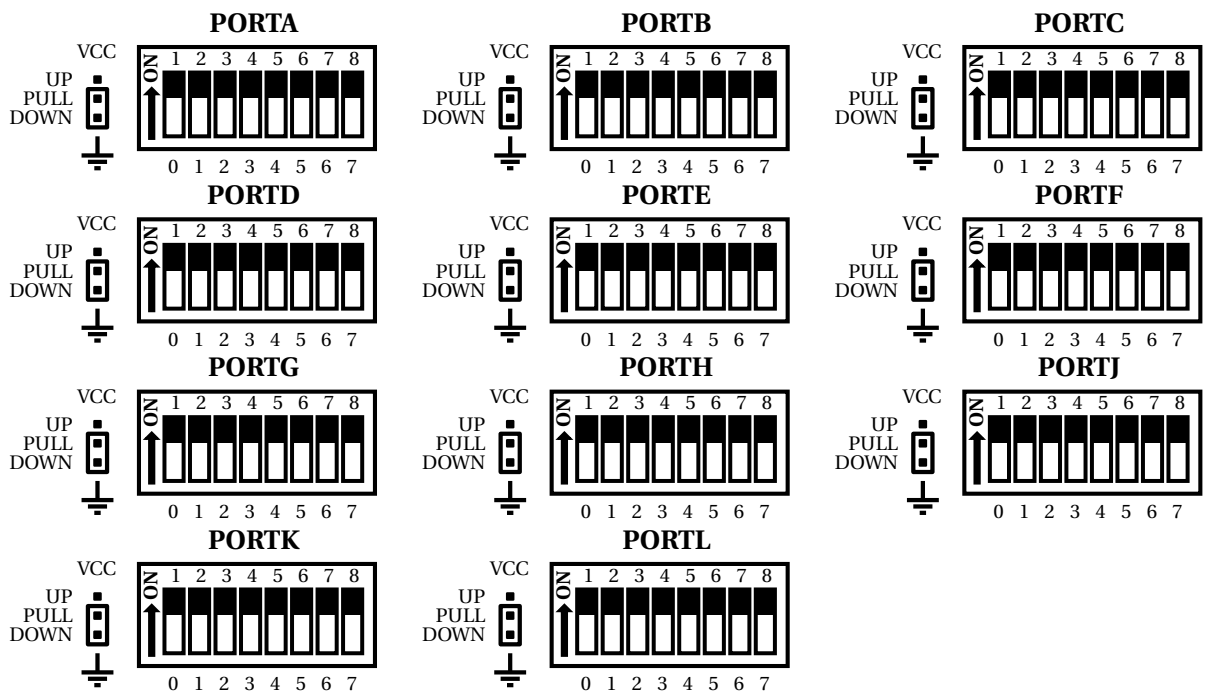 PORTA
VCC
UP
PULL
DOWN
ON
1 2 3 4 5 6 7 8
0 1 2 3 4 5 6 7
PORTB
VCC
UP
PULL
DOWN
ON
1 2 3 4 5 6 7 8
0 1 2 3 4 5 6 7
PORTC
VCC
UP
PULL
DOWN
ON
1 2 3 4 5 6 7 8
0 1 2 3 4 5 6 7
PORTD
VCC
UP
PULL
DOWN
ON
1 2 3 4 5 6 7 8
0 1 2 3 4 5 6 7
PORTE
VCC
UP
PULL
DOWN
ON
1 2 3 4 5 6 7 8
0 1 2 3 4 5 6 7
PORTF
VCC
UP
PULL
DOWN
ON
1 2 3 4 5 6 7 8
0 1 2 3 4 5 6 7
PORTG
VCC
UP
PULL
DOWN
ON
1 2 3 4 5 6 7 8
0 1 2 3 4 5 6 7
PORTH
VCC
UP
PULL
DOWN
ON
1 2 3 4 5 6 7 8
0 1 2 3 4 5 6 7
PORTJ
VCC
UP
PULL
DOWN
ON
1 2 3 4 5 6 7 8
0 1 2 3 4 5 6 7
PORTK
VCC
UP
PULL
DOWN
ON
1 2 3 4 5 6 7 8
0 1 2 3 4 5 6 7
PORTL
VCC
UP
PULL
DOWN
ON
1 2 3 4 5 6 7 8
0 1 2 3 4 5 6 7